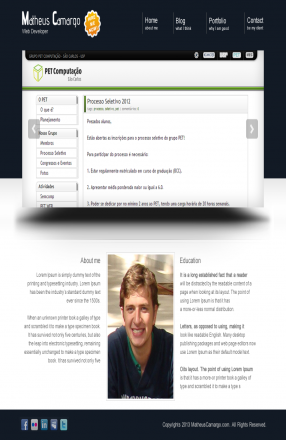 Matheus Camargo
Web Developer
HOT NEW
Home
about me
Blog
what i think
Portfolio
why i am good
Contact
be my client
PET Computação
São Carlos
Processo Seletivo 2012
Prezados alunos,
Estão abertas as inscrições para o processo seletivo do grupo PET!
Para participar do processo é necessário:
1. Estar regularmente matriculado em curso de graduação (BCC),
2. Apresentar média ponderada maior ou igual a 6.0
3. Poder se dedicar por no mínimo 2 anos ao PET, tendo uma carga horária de 20 horas semanais.
O PET
O que é?
Planejamento
Nosso Grupo
Membros
Processo Seletivo
Congressos e Eventos
Fotos
Atividades
Semcomp
About me
Lorem Ipsum is simply dummy text of the
printing and typesetting industry. Lorem Ipsum
has been the industry's standard dummy text
ever since the 1500s.
When an unknown printer took a galley of type
and scrambled it to make a type specimen
book. It has survived not only five centuries, but also
the leap into electronic typesetting, remaining
essentially unchanged to make a type specimen
book. It has survived not only five
Education
It is a long established fact that a reader
will be distracted by the readable content of a
page when looking at its layout. The point of
using Lorem Ipsum is that it has a
more-or-less normal distribution.
Letters, as opposed to using, making it
look like readable English. Many desktop
publishing packages and web page editors now
use Lorem Ipsum as their default model text.
layout. The point of using Lorem Ipsum
is that it has a more-or-less normal distribution
of letters, as opposed to making it make a type s
Copyrights 2013 MatheusCamargo.com. All Rights Reserved.